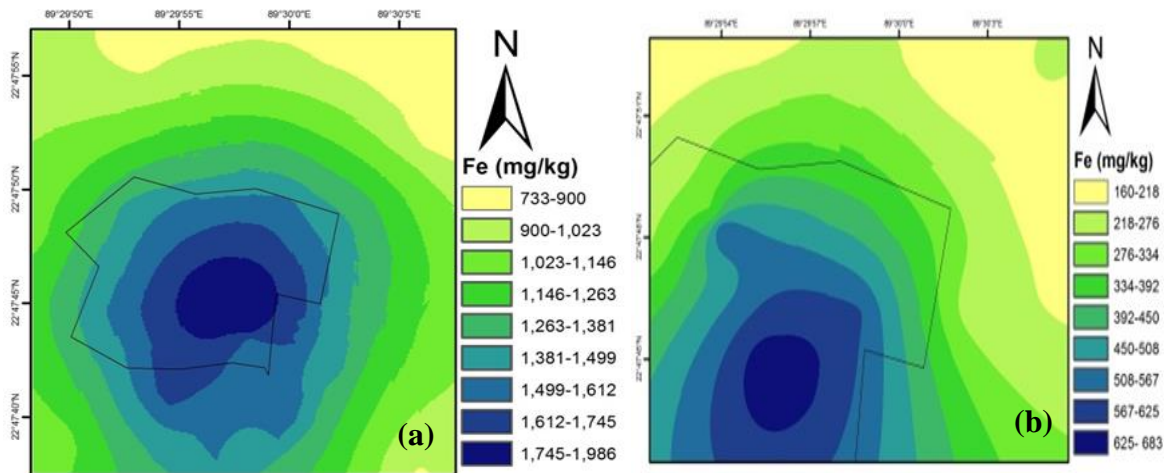 89°29'50"E 89°29'55"E 89°30'0"E 89°30'5"E
22°47'55"N
22°47'50"N
22°47'45"N
22°47'40"N
N
Fe (mg/kg)
733-900
900-1,023
1,023-1,146
1,146-1,263
1,263-1,381
1,381-1,499
1,499-1,612
1,612-1,745
1,745-1,986
(a)
89°30'0"E
N
Fe (mg/kg)
160-218
218-276
276-334
334-392
392-450
450-508
508-567
567-625
625- 683
(b)